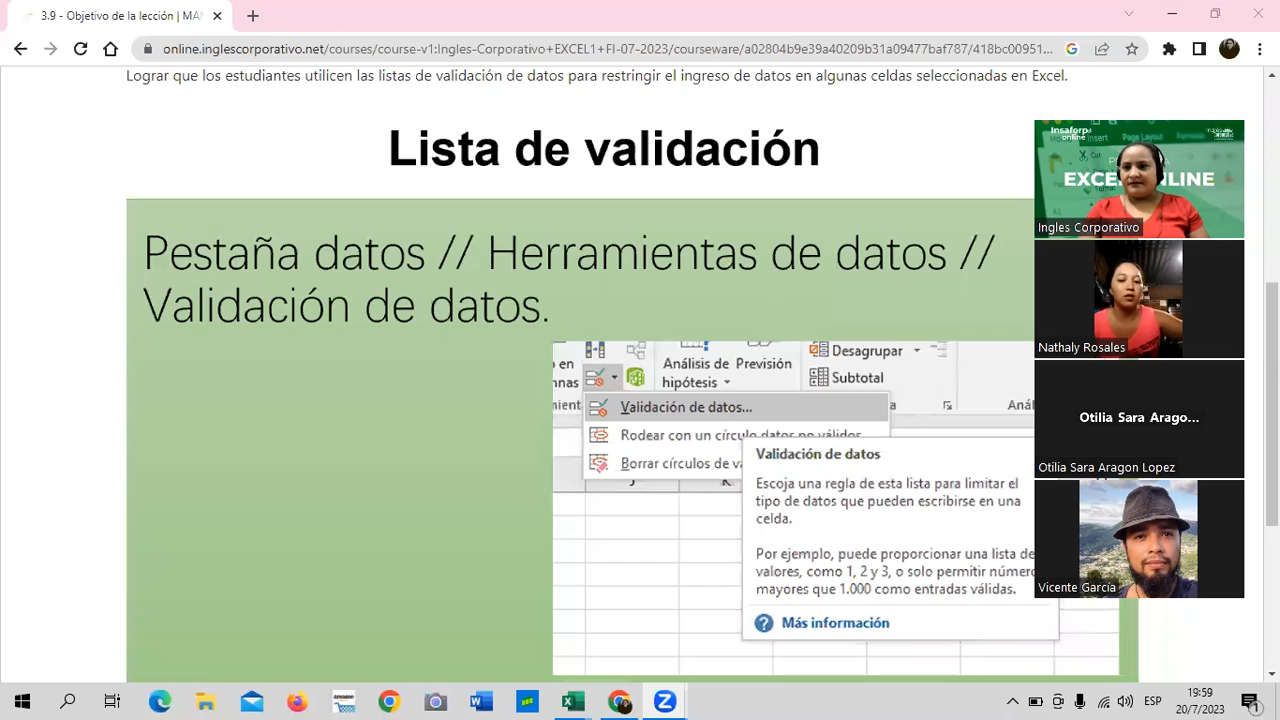 3.9 - Objetivo de la lección | MAN
online.inglescorporativo.net/courses/course-v1:Ingles-Corporativo+EXCEL1+FI-07-2023/courseware/a02804b9e39a40209b31a09477baf787/418bc00951...
Lograr que los estudiantes utilicen las listas de validación de datos para restringir el ingreso de datos en algunas celdas seleccionadas en Excel.
Lista de validación
Pestaña datos // Herramientas de datos //
Validación de datos.
Análisis de
hipótesis
Previsión
Desagrupar
Subtotal
Validación de datos...
Rodear con un círculo datos no válidos...
Borrar círculos de
Validación de datos
Escoja una regla de esta lista para limitar el
tipo de datos que pueden escribirse en una
celda.
Por ejemplo, puede proporcionar una lista de
valores, como 1, 2 y 3, o solo permitir número
mayores que 1.000 como entradas válidas.
Más información
Insaforp
online
Insert
Page Layout
Cut
Ingles Corporativo
Nathaly Rosales
Otilia Sara Arago...
Otilia Sara Aragon Lopez
Vicente García
ESP
19:59
20/7/2023